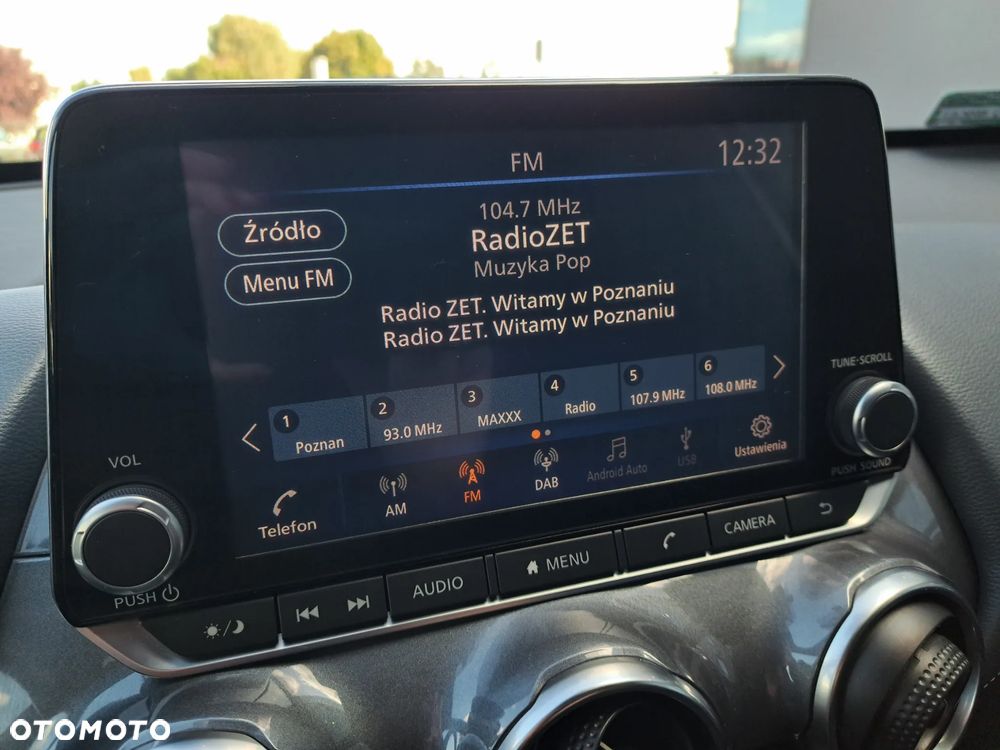 FM
12:32
104.7 MHz
Źródło
RadioZET
Menu FM
Muzyka Pop
Radio ZET. Witamy w Poznaniu
Radio ZET. Witamy w Poznaniu
1 Poznan
2 93.0 MHz
3 MAXXX
4 Radio
5 107.9 MHz
6 108.0 MHz
Telefon
AM
FM
DAB
Android Auto
USB
Ustawienia
TUNE·SCROLL
PUSH SOUND
VOL
PUSH
AUDIO
MENU
CAMERA
OTOMOTO